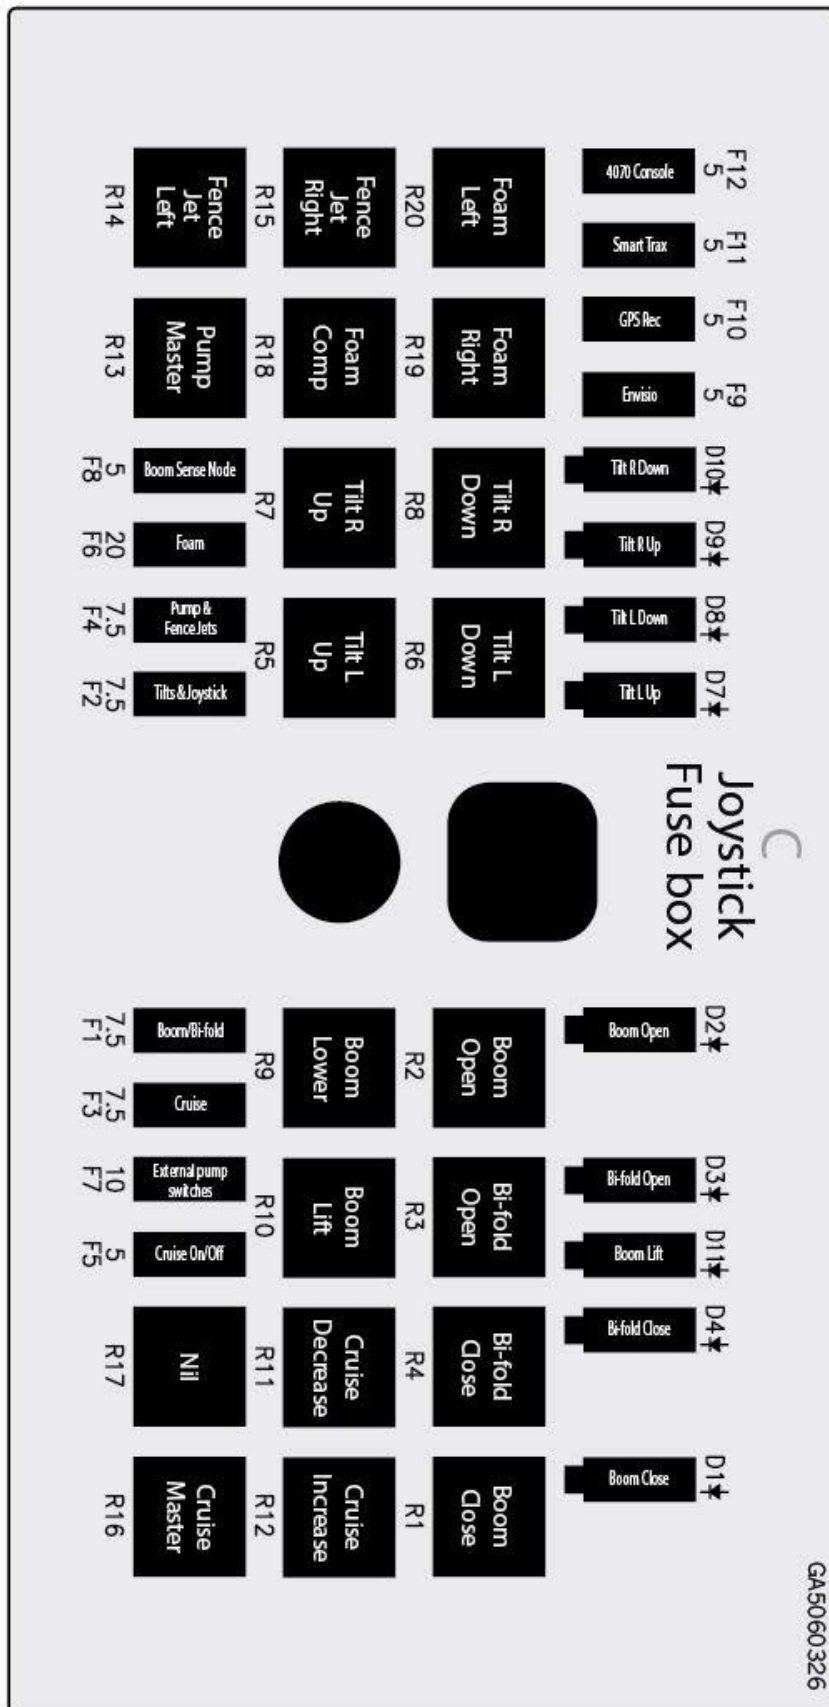 GA5060326
C
Joystick
Fuse box
F12
5
4070 Console
F11
5
Smart Trax
F10
5
GPS Rec
F9
5
Envisio
D10
Tilt R Down
D9
Tilt R Up
D8
Tilt L Down
D7
Tilt L Up
D2
Boom Open
D3
Bi-fold Open
D11
Boom Lift
D4
Bi-fold Close
D1
Boom Close
Foam
Left
R20
Foam
Right
R19
Tilt R
Down
R8
Tilt L
Down
R6
Boom
Open
R2
Bi-fold
Open
R3
Bi-fold
Close
R4
Boom
Close
R1
Fence
Jet
Right
R15
Foam
Comp
R18
Tilt R
Up
R7
Tilt L
Up
R5
Boom
Lower
R9
Boom
Lift
R10
Cruise
Decrease
R11
Cruise
Increase
R12
Fence
Jet
Left
R14
Pump
Master
R13
Boom Sense Node
5
F8
Foam
20
F6
Pump &
Fence Jets
7.5
F4
Tilts & Joystick
7.5
F2
Boom/Bi-fold
7.5
F1
Cruise
7.5
F3
External pump
switches
10
F7
Cruise On/Off
5
F5
Nil
R17
Cruise
Master
R16